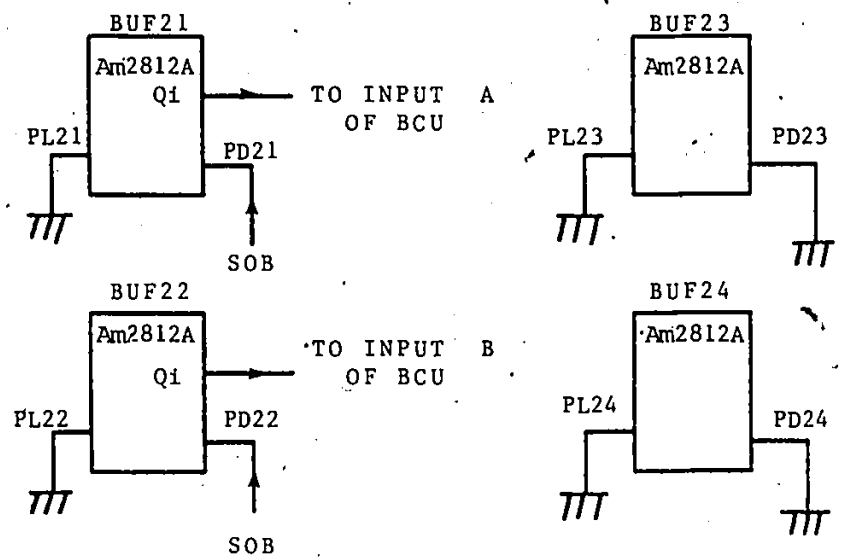 BUF21
Am2812A
Qi
TO INPUT A
OF BCU
PL21
PD21
SOB
BUF23
Am2812A
PL23
PD23
BUF22
Am2812A
Qi
TO INPUT B
OF BCU
PL22
PD22
SOB
BUF24
Am2812A
PL24
PD24